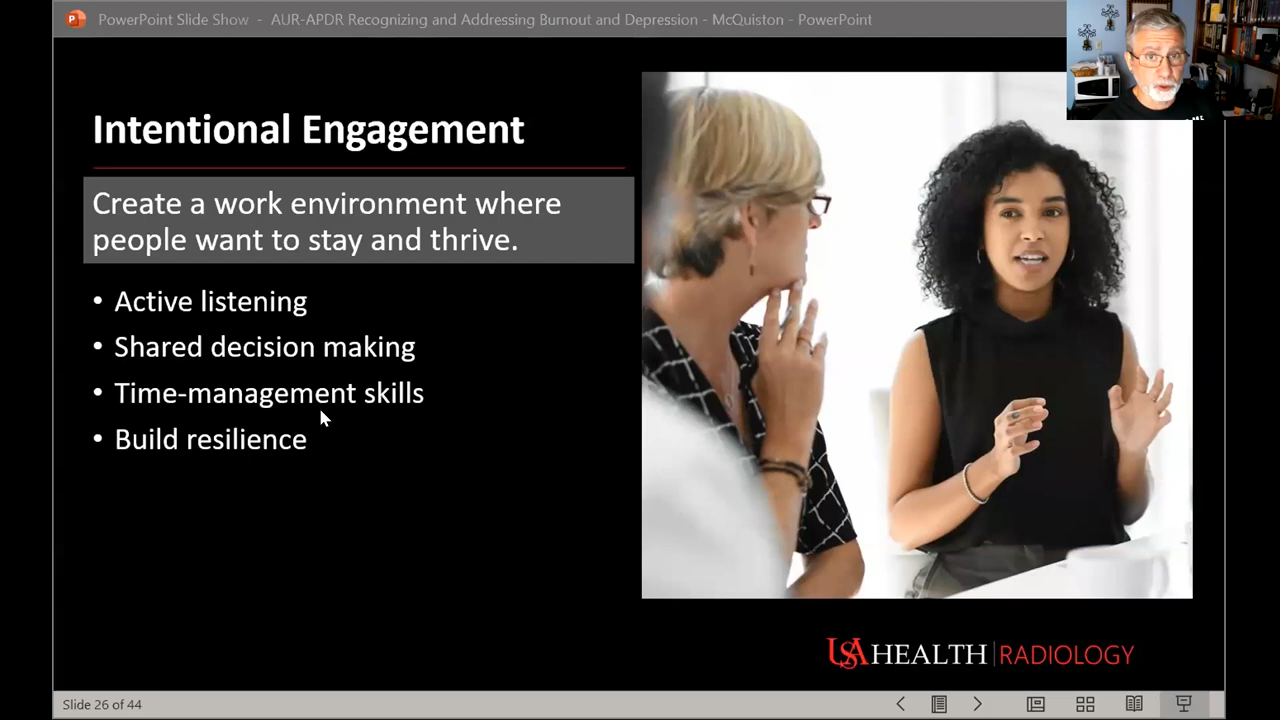 PowerPoint Slide Show - AUR-APDR Recognizing and Addressing Burnout and Depression - McQuiston - PowerPoint
Intentional Engagement
Create a work environment where
people want to stay and thrive.
• Active listening
• Shared decision making
• Time-management skills
• Build resilience
USA HEALTH | RADIOLOGY
Slide 26 of 44